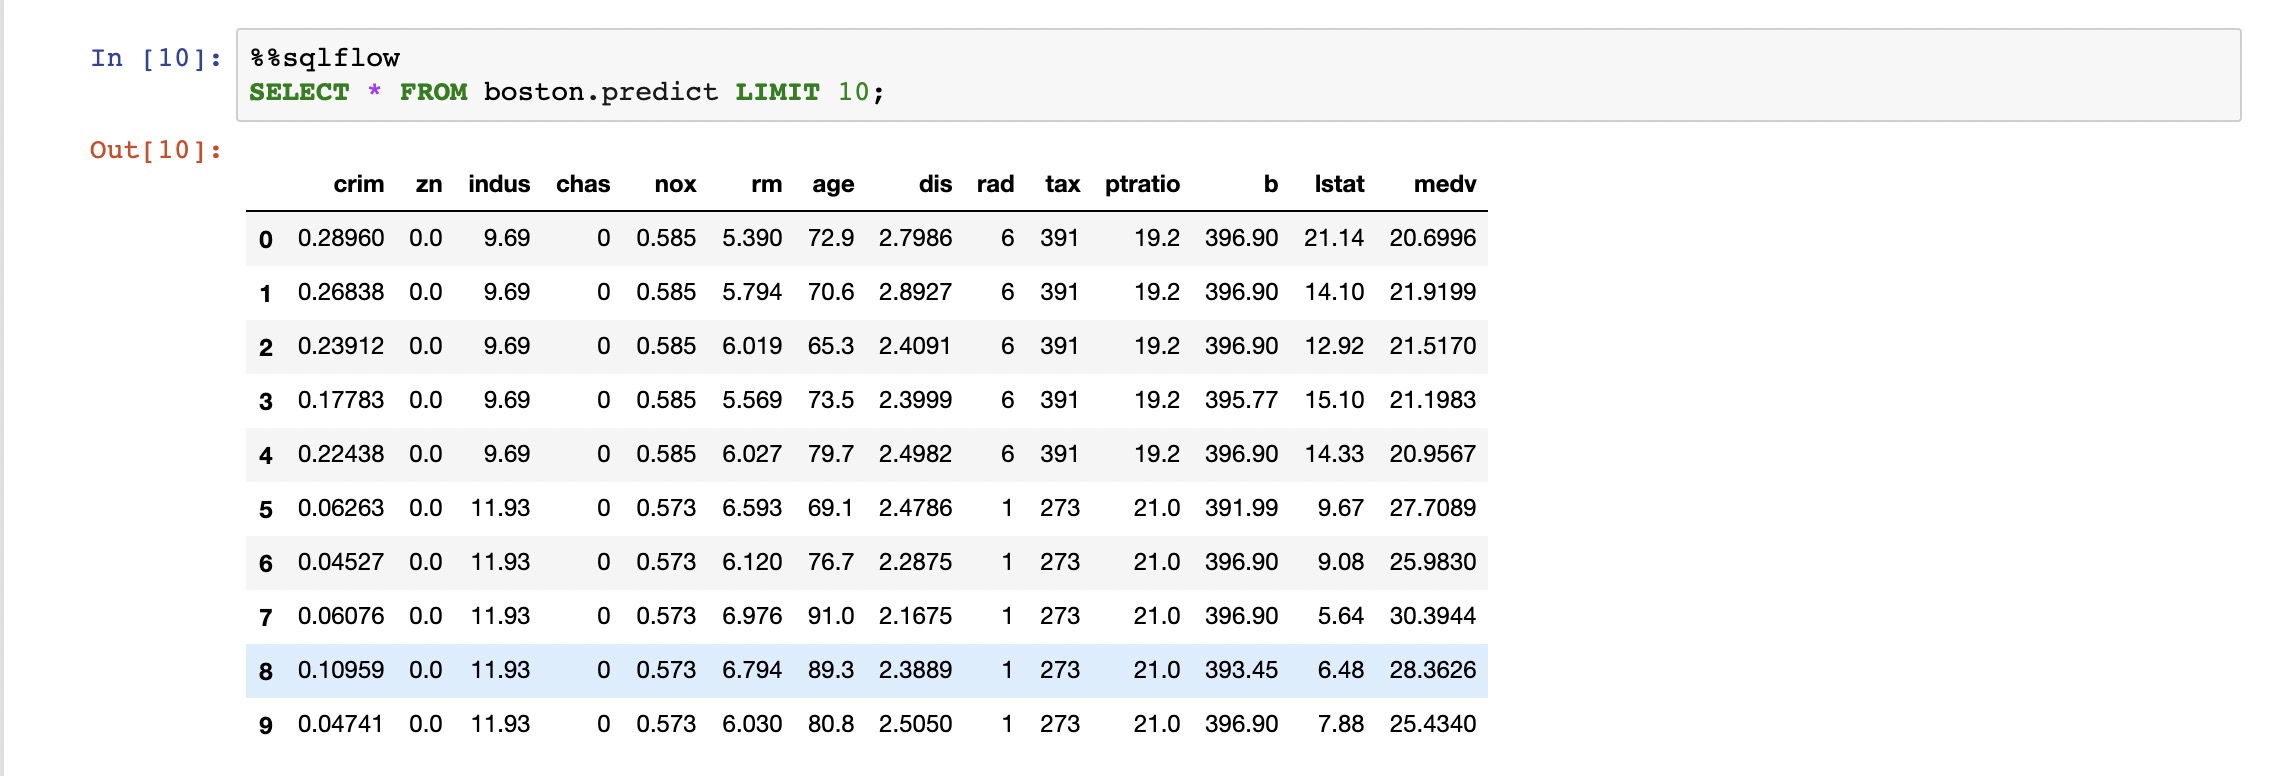 In [10]: %%sqlflow
SELECT * FROM boston.predict LIMIT 10;
Out[10]:
crim zn indus chas nox rm age dis rad tax ptratio b lstat medv
0 0.28960 0.0 9.69 0 0.585 5.390 72.9 2.7986 6 391 19.2 396.90 21.14 20.6996
1 0.26838 0.0 9.69 0 0.585 5.794 70.6 2.8927 6 391 19.2 396.90 14.10 21.9199
2 0.23912 0.0 9.69 0 0.585 6.019 65.3 2.4091 6 391 19.2 396.90 12.92 21.5170
3 0.17783 0.0 9.69 0 0.585 5.569 73.5 2.3999 6 391 19.2 395.77 15.10 21.1983
4 0.22438 0.0 9.69 0 0.585 6.027 79.7 2.4982 6 391 19.2 396.90 14.33 20.9567
5 0.06263 0.0 11.93 0 0.573 6.593 69.1 2.4786 1 273 21.0 391.99 9.67 27.7089
6 0.04527 0.0 11.93 0 0.573 6.120 76.7 2.2875 1 273 21.0 396.90 9.08 25.9830
7 0.06076 0.0 11.93 0 0.573 6.976 91.0 2.1675 1 273 21.0 396.90 5.64 30.3944
8 0.10959 0.0 11.93 0 0.573 6.794 89.3 2.3889 1 273 21.0 393.45 6.48 28.3626
9 0.04741 0.0 11.93 0 0.573 6.030 80.8 2.5050 1 273 21.0 396.90 7.88 25.4340